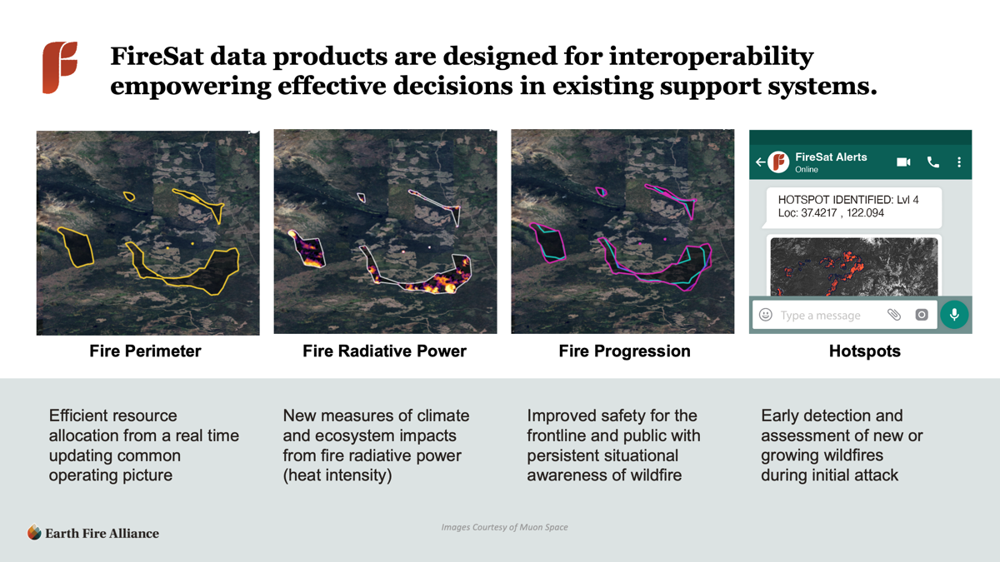 FireSat data products are designed for interoperability
empowering effective decisions in existing support systems.
FireSat Alerts
Online
HOTSPOT IDENTIFIED: Lvl 4
Loc: 37.4217 , 122.094
Type a message
Fire Perimeter
Fire Radiative Power
Fire Progression
Hotspots
Efficient resource
allocation from a real time
updating common
operating picture
New measures of climate
and ecosystem impacts
from fire radiative power
(heat intensity)
Improved safety for the
frontline and public with
persistent situational
awareness of wildfire
Early detection and
assessment of new or
growing wildfires
during initial attack
Earth Fire Alliance
Images Courtesy of Muon Space